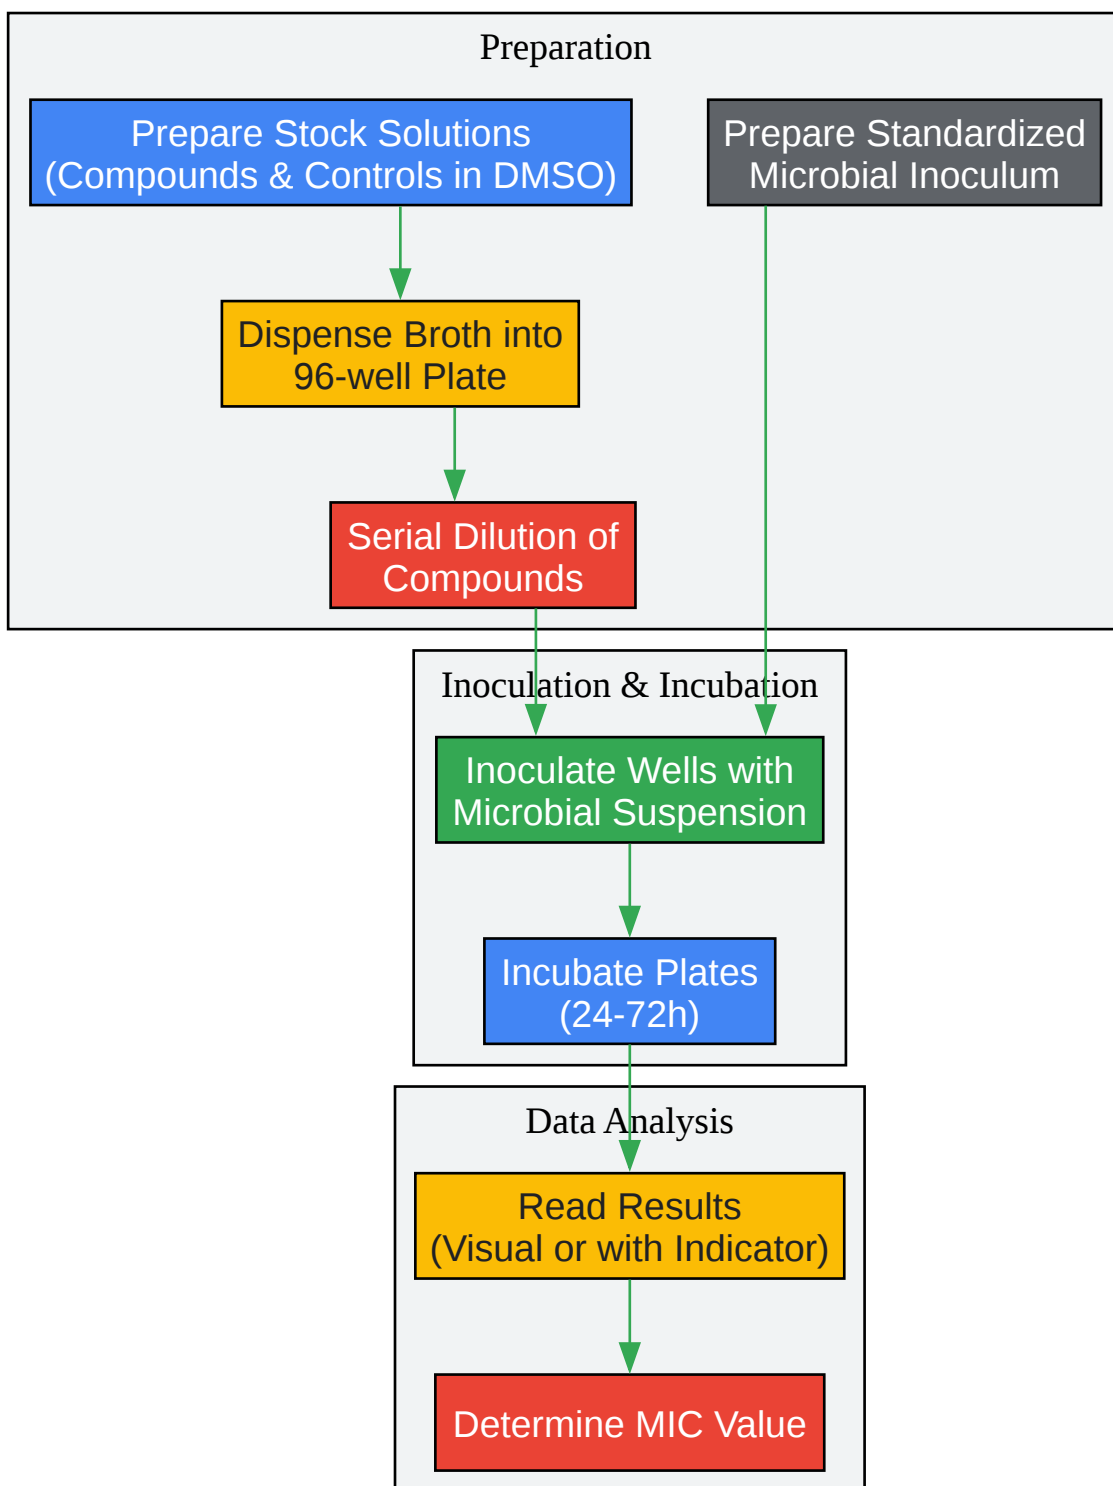 Preparation
Prepare Stock Solutions
(Compounds & Controls in DMSO)
Prepare Standardized
Microbial Inoculum
Dispense Broth into
96-well Plate
Serial Dilution of
Compounds
Inoculation & Incubation
Inoculate Wells with
Microbial Suspension
Incubate Plates
(24-72h)
Data Analysis
Read Results
(Visual or with Indicator)
Determine MIC Value